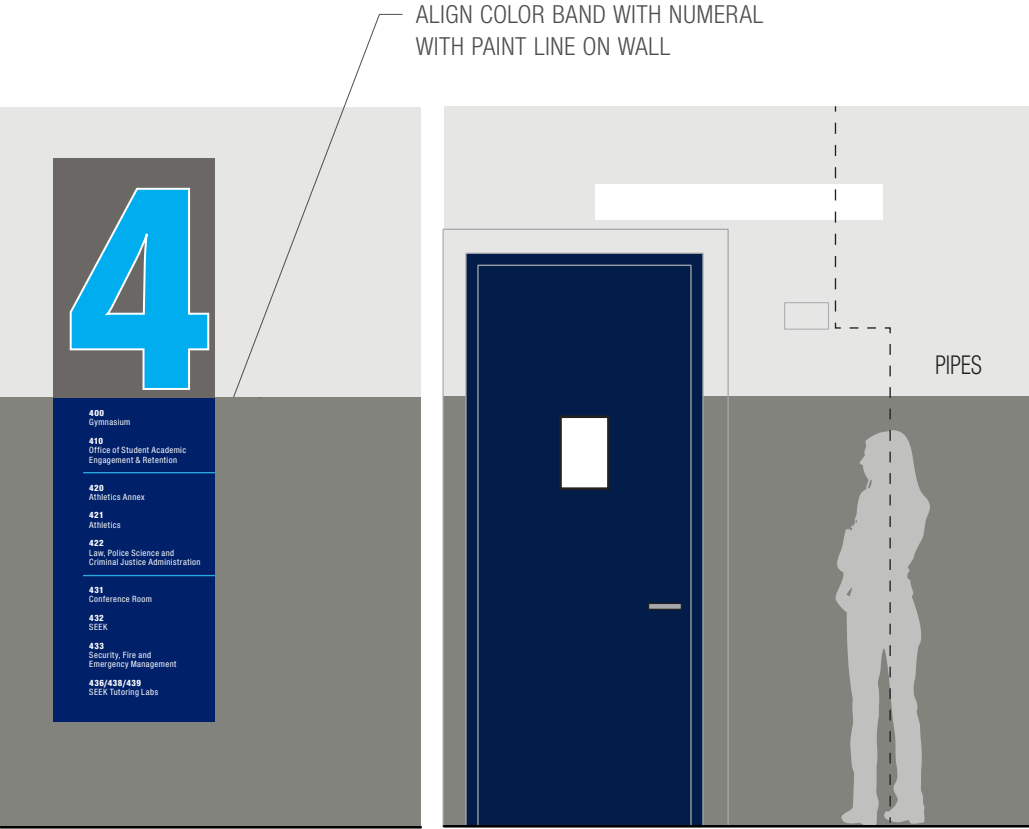 ALIGN COLOR BAND WITH NUMERAL
WITH PAINT LINE ON WALL
4
400
Gymnasium
410
Office of Student Academic
Engagement & Retention
420
Athletics Annex
421
Athletics
422
Law, Police Science and
Criminal Justice Administration
431
Conference Room
432
SEEK
433
Security, Fire and
Emergency Management
436/438/439
SEEK Tutoring Labs
PIPES